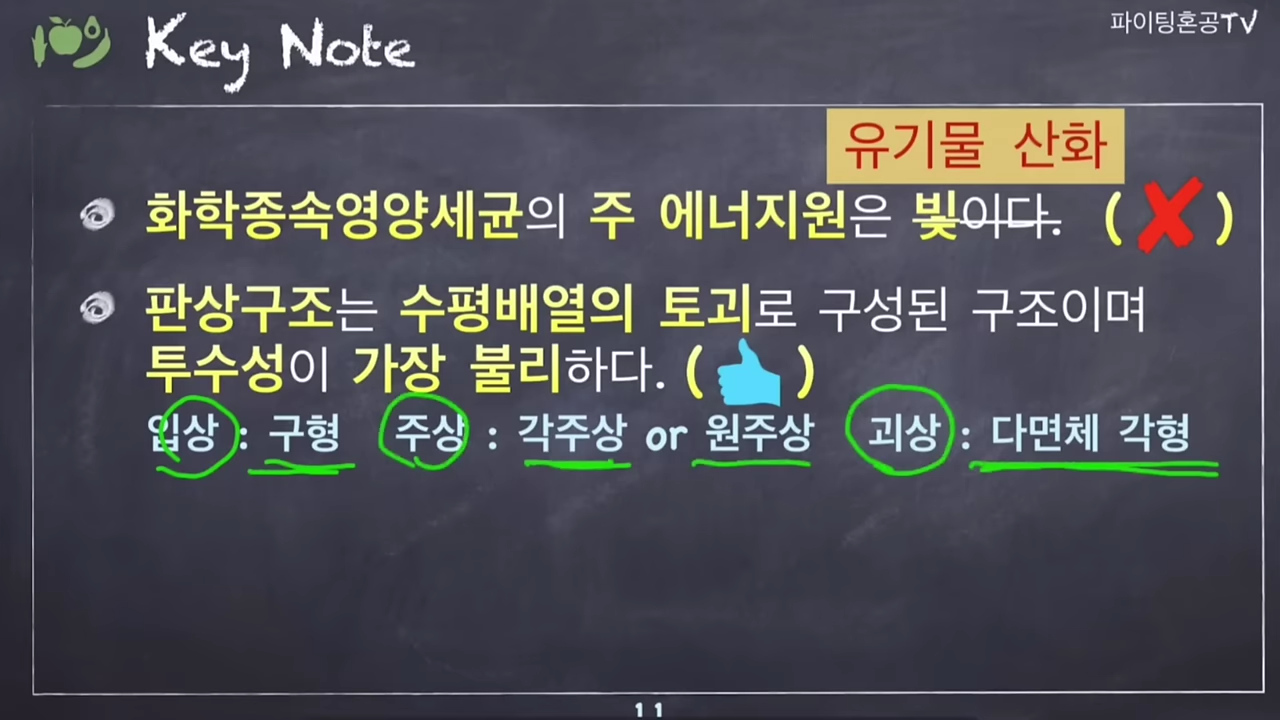 Key Note
파이팅혼공TV
유기물 산화
화학종속영양세균의 주 에너지원은 빛이다. ( )
판상구조는 수평배열의 토괴로 구성된 구조이며
투수성이 가장 불리하다. ( )
입상 : 구형 주상 : 각주상 or 원주상 괴상 : 다면체 각형
11